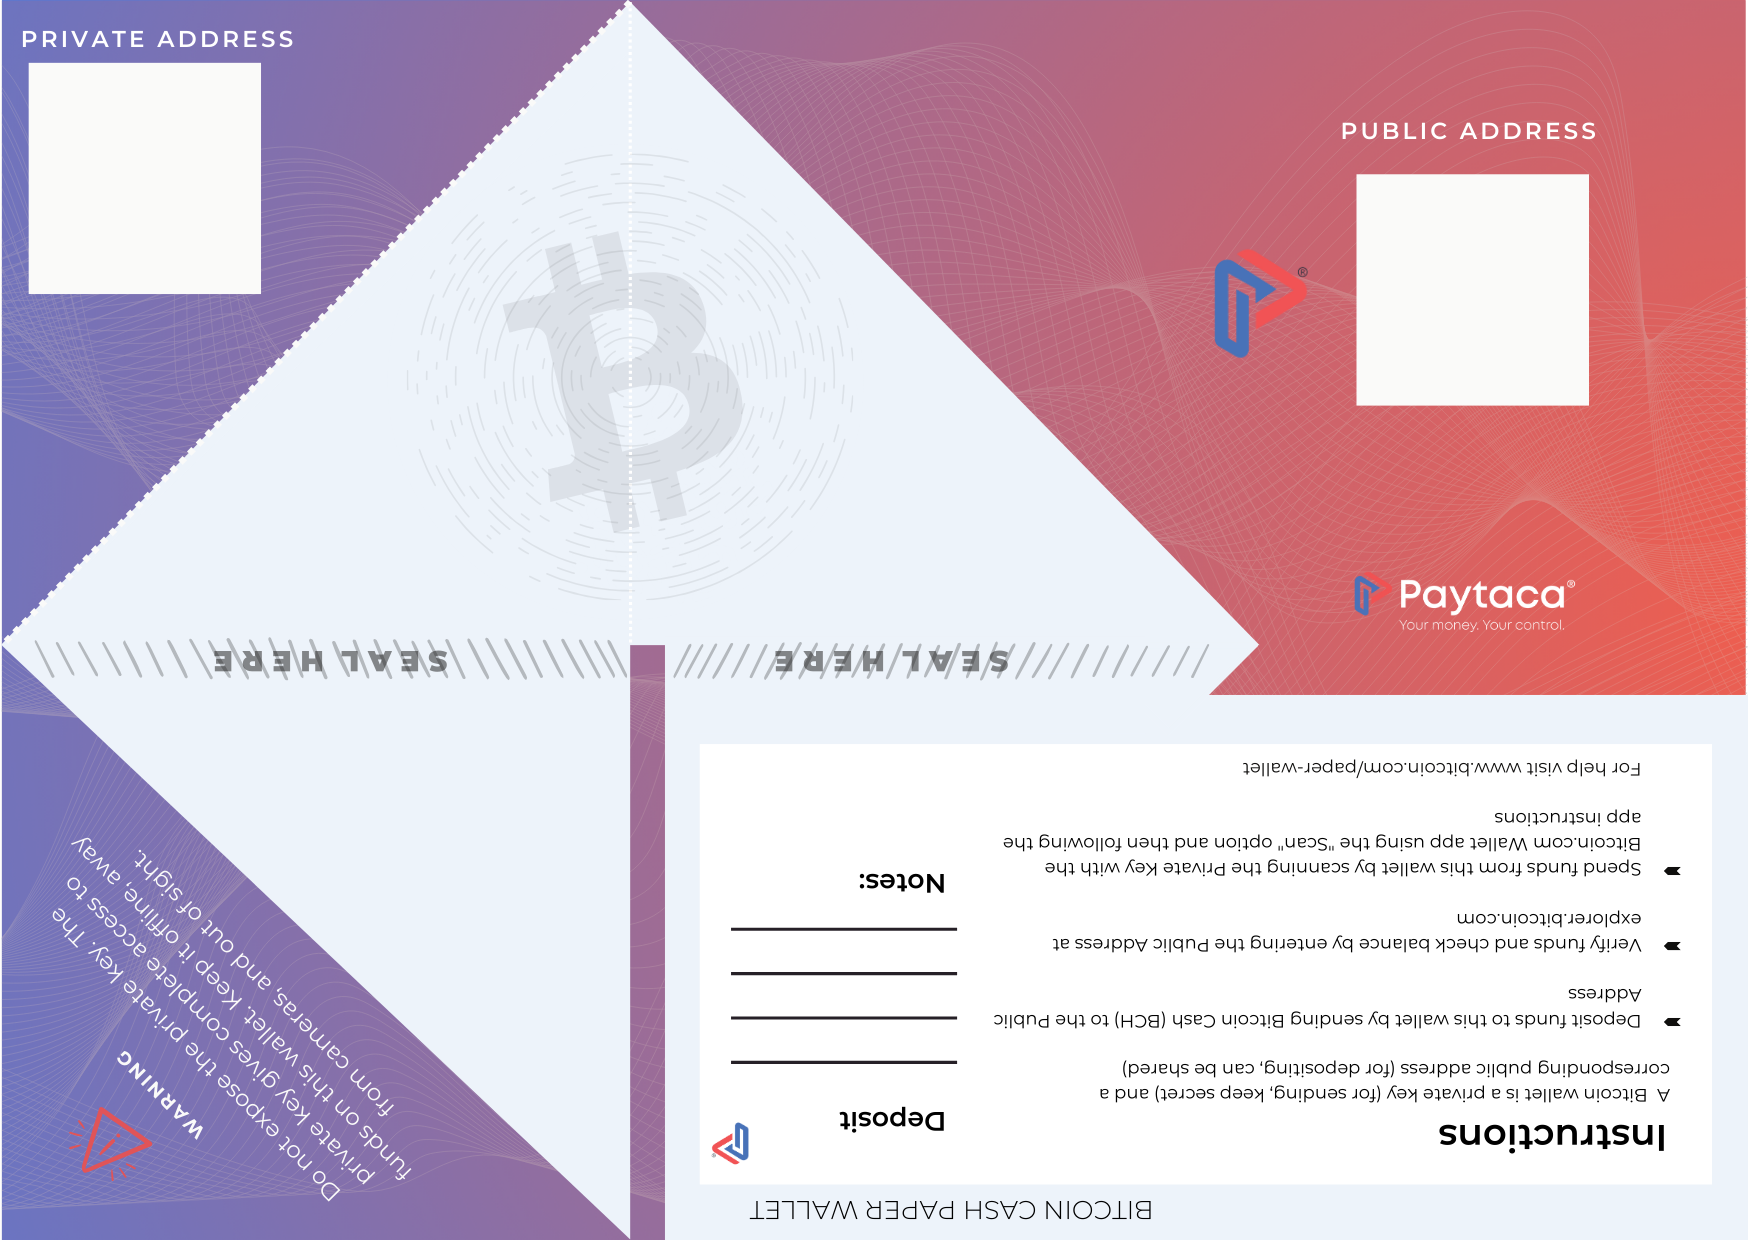 PRIVATE ADDRESS
PUBLIC ADDRESS
®
Paytaca®
Your money. Your control.
SEAL HERE
SEAL HERE
WARNING
Do not expose the private key. The
private key gives complete access to
funds on this wallet. Keep it offline, away
from cameras, and out of sight.
BITCOIN CASH PAPER WALLET
Instructions
A Bitcoin wallet is a private key (for sending, keep secret) and a
corresponding public address (for depositing, can be shared)
Deposit funds to this wallet by sending Bitcoin Cash (BCH) to the Public
Address
Verify funds and check balance by entering the Public Address at
explorer.bitcoin.com
Spend funds from this wallet by scanning the Private Key with the
Bitcoin.com Wallet app using the "Scan" option and then following the
app instructions
For help visit www.bitcoin.com/paper-wallet
Deposit
Notes:
®